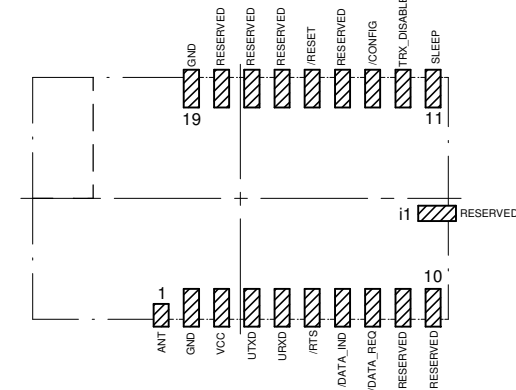 GND
RESERVED
RESERVED
RESERVED
/RESET
RESERVED
/CONFIG
TRX_DISABLE
SLEEP
19
11
i1
RESERVED
1
10
ANT
GND
VCC
UTXD
URXD
/RTS
/DATA_IND
/DATA_REQ
RESERVED
RESERVED